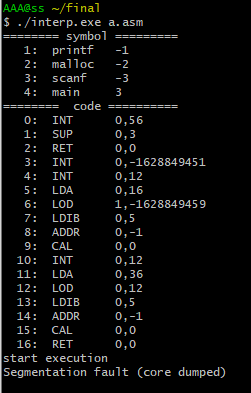 AAA@ss ~/final
$ ./interp.exe a.asm
======== symbol ==========
1: printf -1
2: malloc -2
3: scanf -3
4: main 3
======== code ==========
0: INT 0,56
1: SUP 0,3
2: RET 0,0
3: INT 0,-1628849451
4: INT 0,12
5: LDA 0,16
6: LOD 1,-1628849459
7: LDIB 0,5
8: ADDR 0,-1
9: CAL 0,0
10: INT 0,12
11: LDA 0,36
12: LOD 0,12
13: LDIB 0,5
14: ADDR 0,-1
15: CAL 0,0
16: RET 0,0
start execution
Segmentation fault (core dumped)